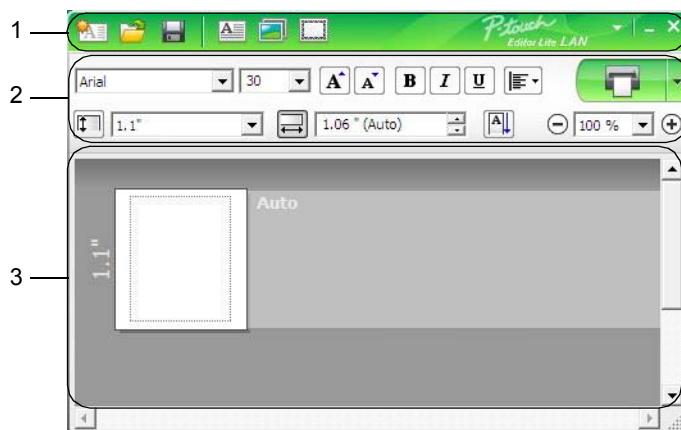 1
P-touch
Editor Lite LAN
2
Arial 30 A A B I U
1.1" 1.06 " (Auto) A 100 %
3
Auto
1.1"